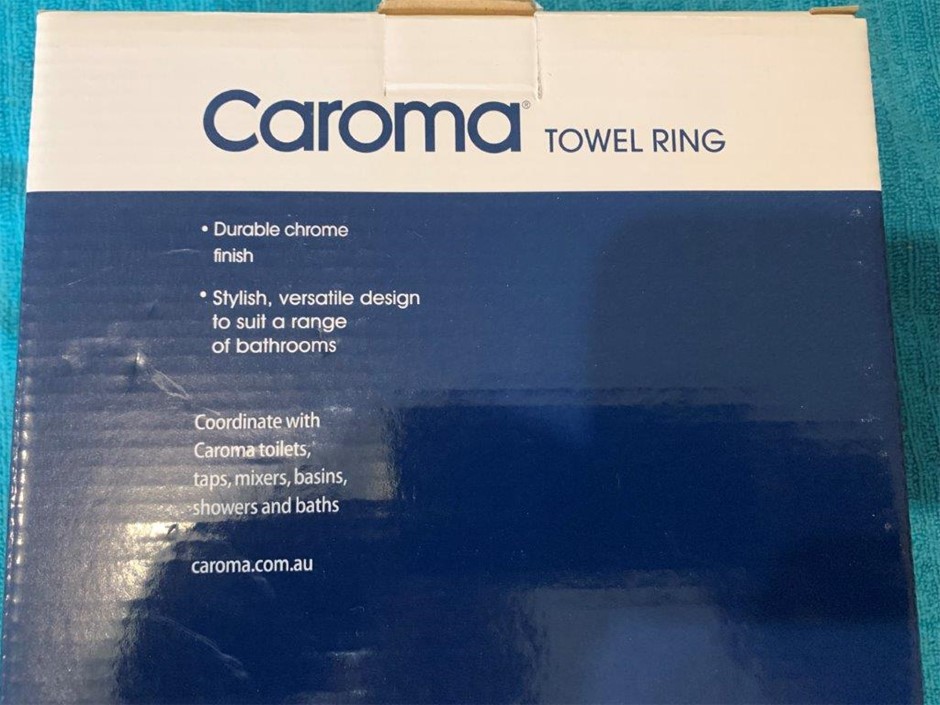 Caroma® TOWEL RING
• Durable chrome
finish
• Stylish, versatile design
to suit a range
of bathrooms
Coordinate with
Caroma toilets,
taps, mixers, basins,
showers and baths
caroma.com.au